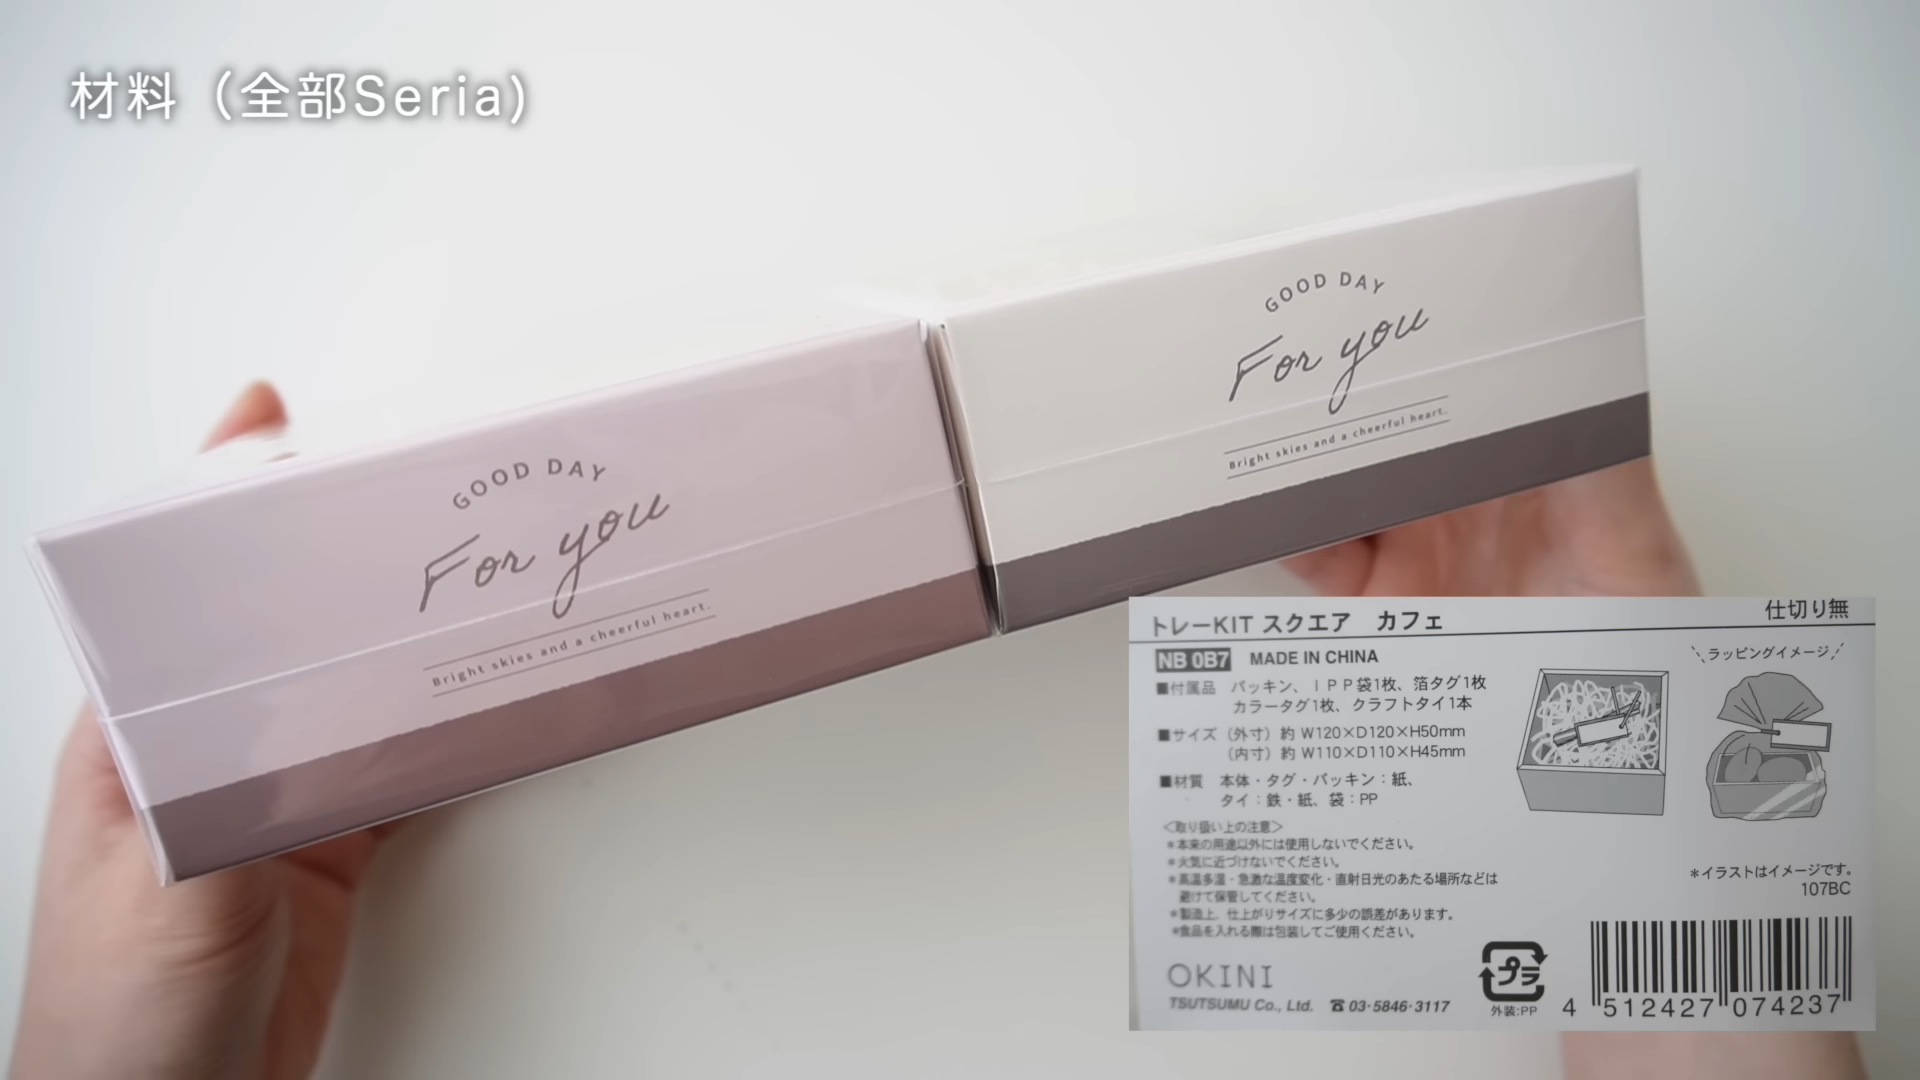 材料（全部Seria)
GOOD DAY
For you
Bright skies and a cheerful heart.
GOOD DAY
For you
Bright skies and a cheerful heart.
トレーKIT スクエア　カフェ
仕切り無
NB 0B7 MADE IN CHINA
■付属品　パッキン、IPP袋1枚、箔タグ1枚
カラータグ1枚、クラフトタイ1本
■サイズ（外寸）約 W120×D120×H50mm
（内寸）約 W110×D110×H45mm
■材質　本体・タグ・パッキン：紙、
タイ：鉄・紙、袋：PP
＜取り扱い上の注意＞
＊本来の用途以外には使用しないでください。
＊火気に近づけないでください。
＊高温多湿・急激な温度変化・直射日光のあたる場所などは
避けて保管してください。
＊製造上、仕上がりサイズに多少の誤差があります。
＊食品を入れる際は包装してご使用ください。
OKINI
TSUTSUMU Co., Ltd. ☎03・5846・3117
ラッピングイメージ
＊イラストはイメージです。
107BC
プラ
外装:PP
4 512427 074237